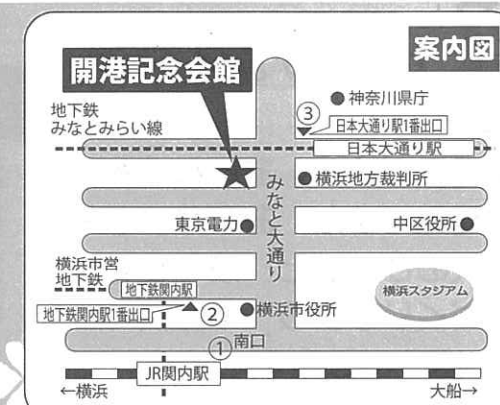 案内図
開港記念会館
神奈川県庁
地下鉄
みなとみらい線
③
日本大通り駅1番出口
日本大通り駅
みなと大通り
横浜地方裁判所
東京電力
中区役所
横浜市営
地下鉄
地下鉄関内駅
横浜スタジアム
地下鉄関内駅1番出口
②
横浜市役所
①
南口
JR関内駅
←横浜
大船→